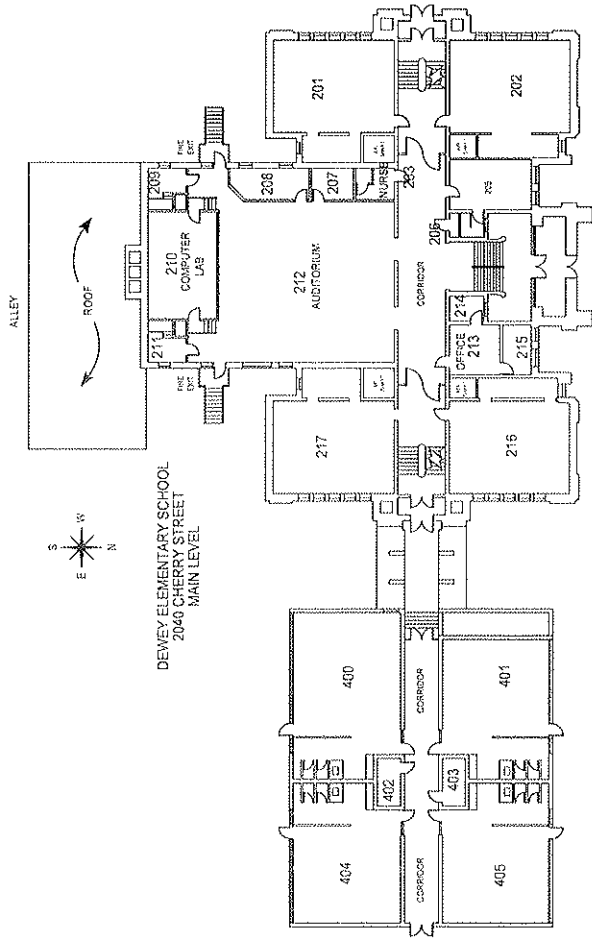 ALLEY
ROOF
FIRE
EXIT
FIRE
EXIT
209
210
COMPUTER
LAB
211
208
207
NURSE
203
212
AUDITORIUM
CORRIDOR
201
202
205
206
214
OFFICE
213
215
216
217
S
W
E
N
DEWEY ELEMENTARY SCHOOL
2040 CHERRY STREET
MAIN LEVEL
400
401
CORRIDOR
402
403
404
405
CORRIDOR